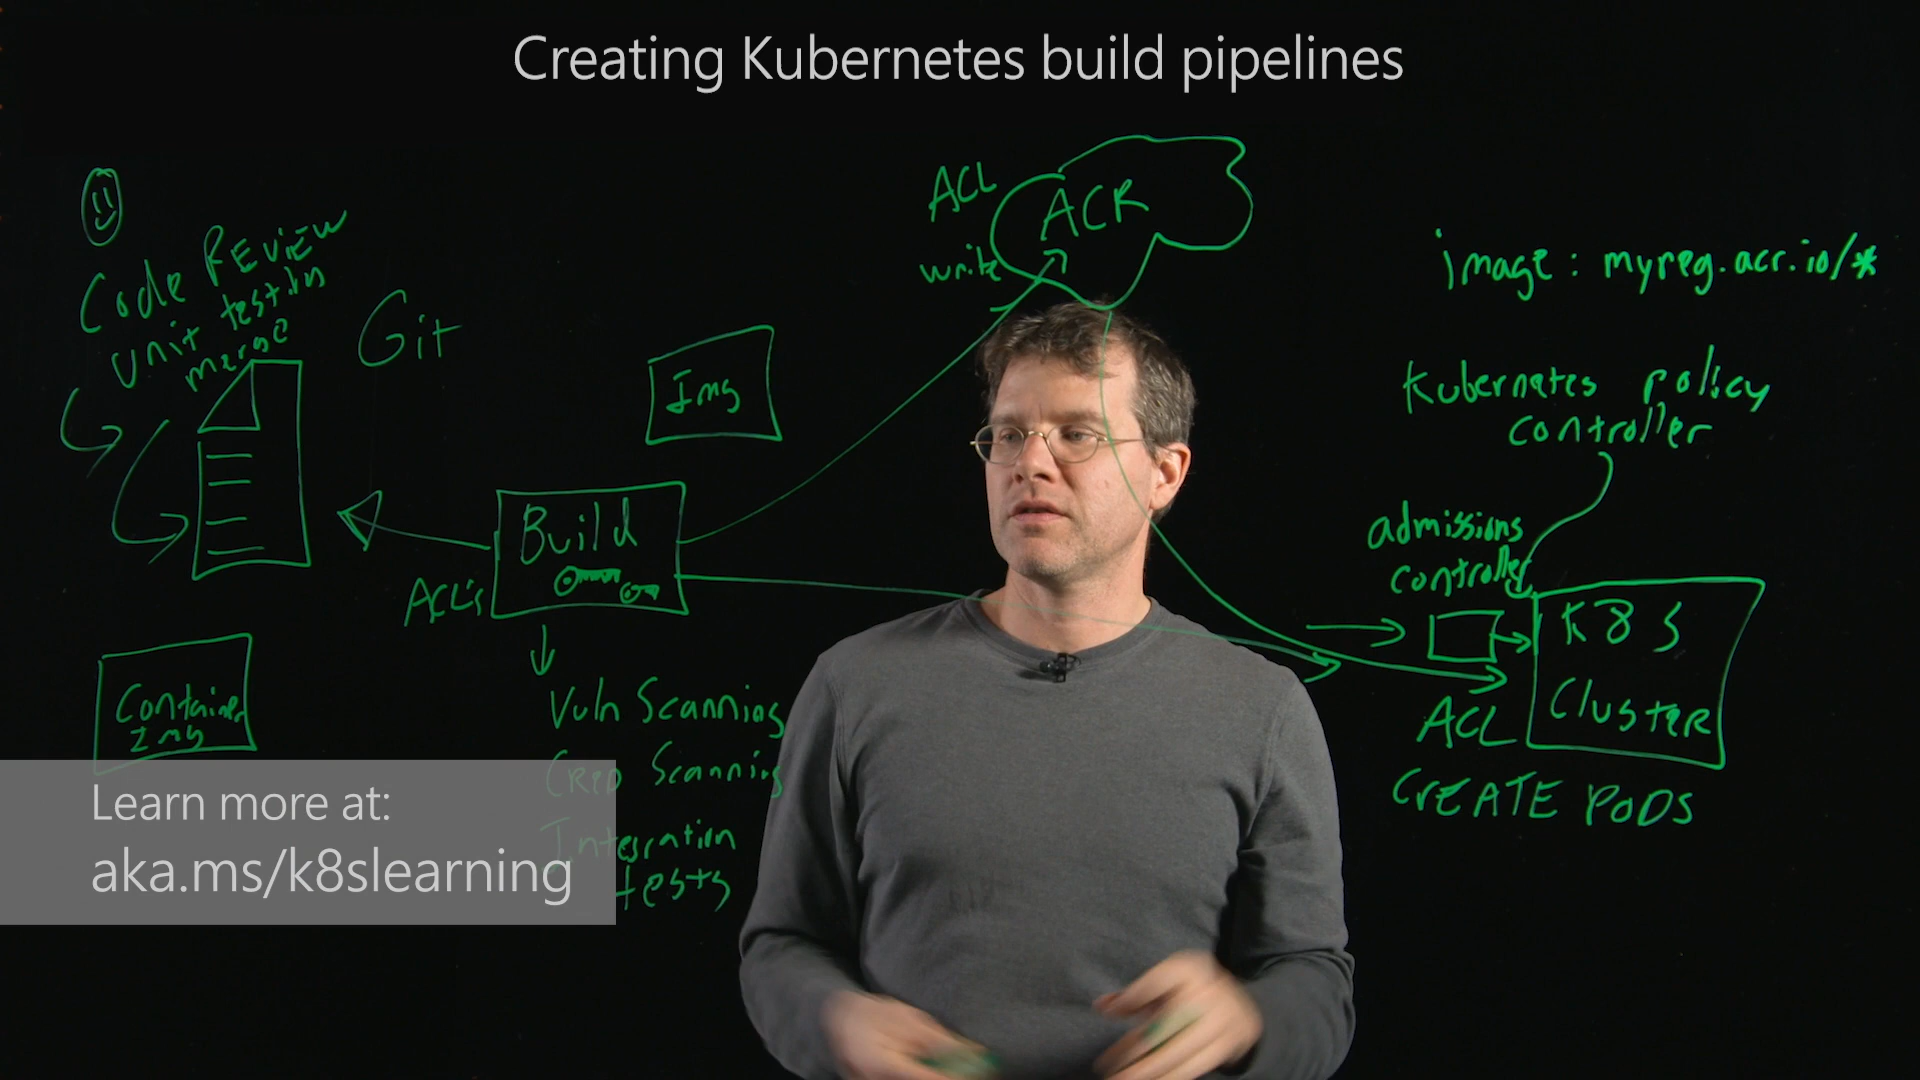 Creating Kubernetes build pipelines
Code REVIEW
unit testing
merge
Git
Img
Build
ACL's
Container
Img
Vuln Scanning
CRED Scanning
Integration
tests
ACL
write
ACR
image: myreg.acr.io/*
Kubernetes policy
controller
admissions
controller
K8S
Cluster
ACL
CREATE PODS
Learn more at:
aka.ms/k8slearning